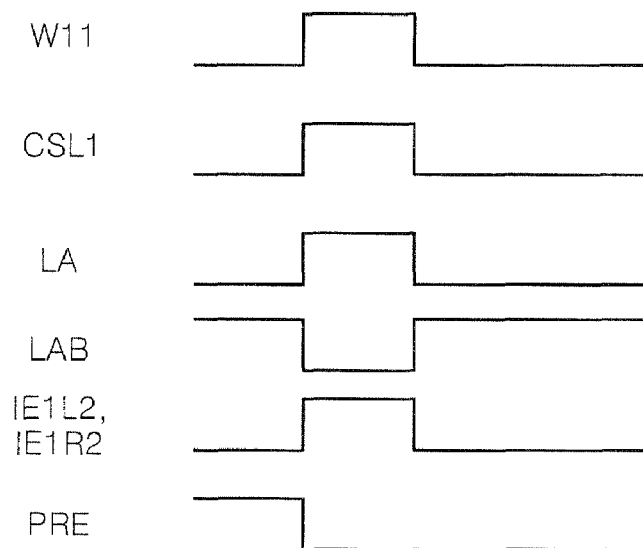 W11
CSL1
LA
LAB
IE1L2,
IE1R2
PRE